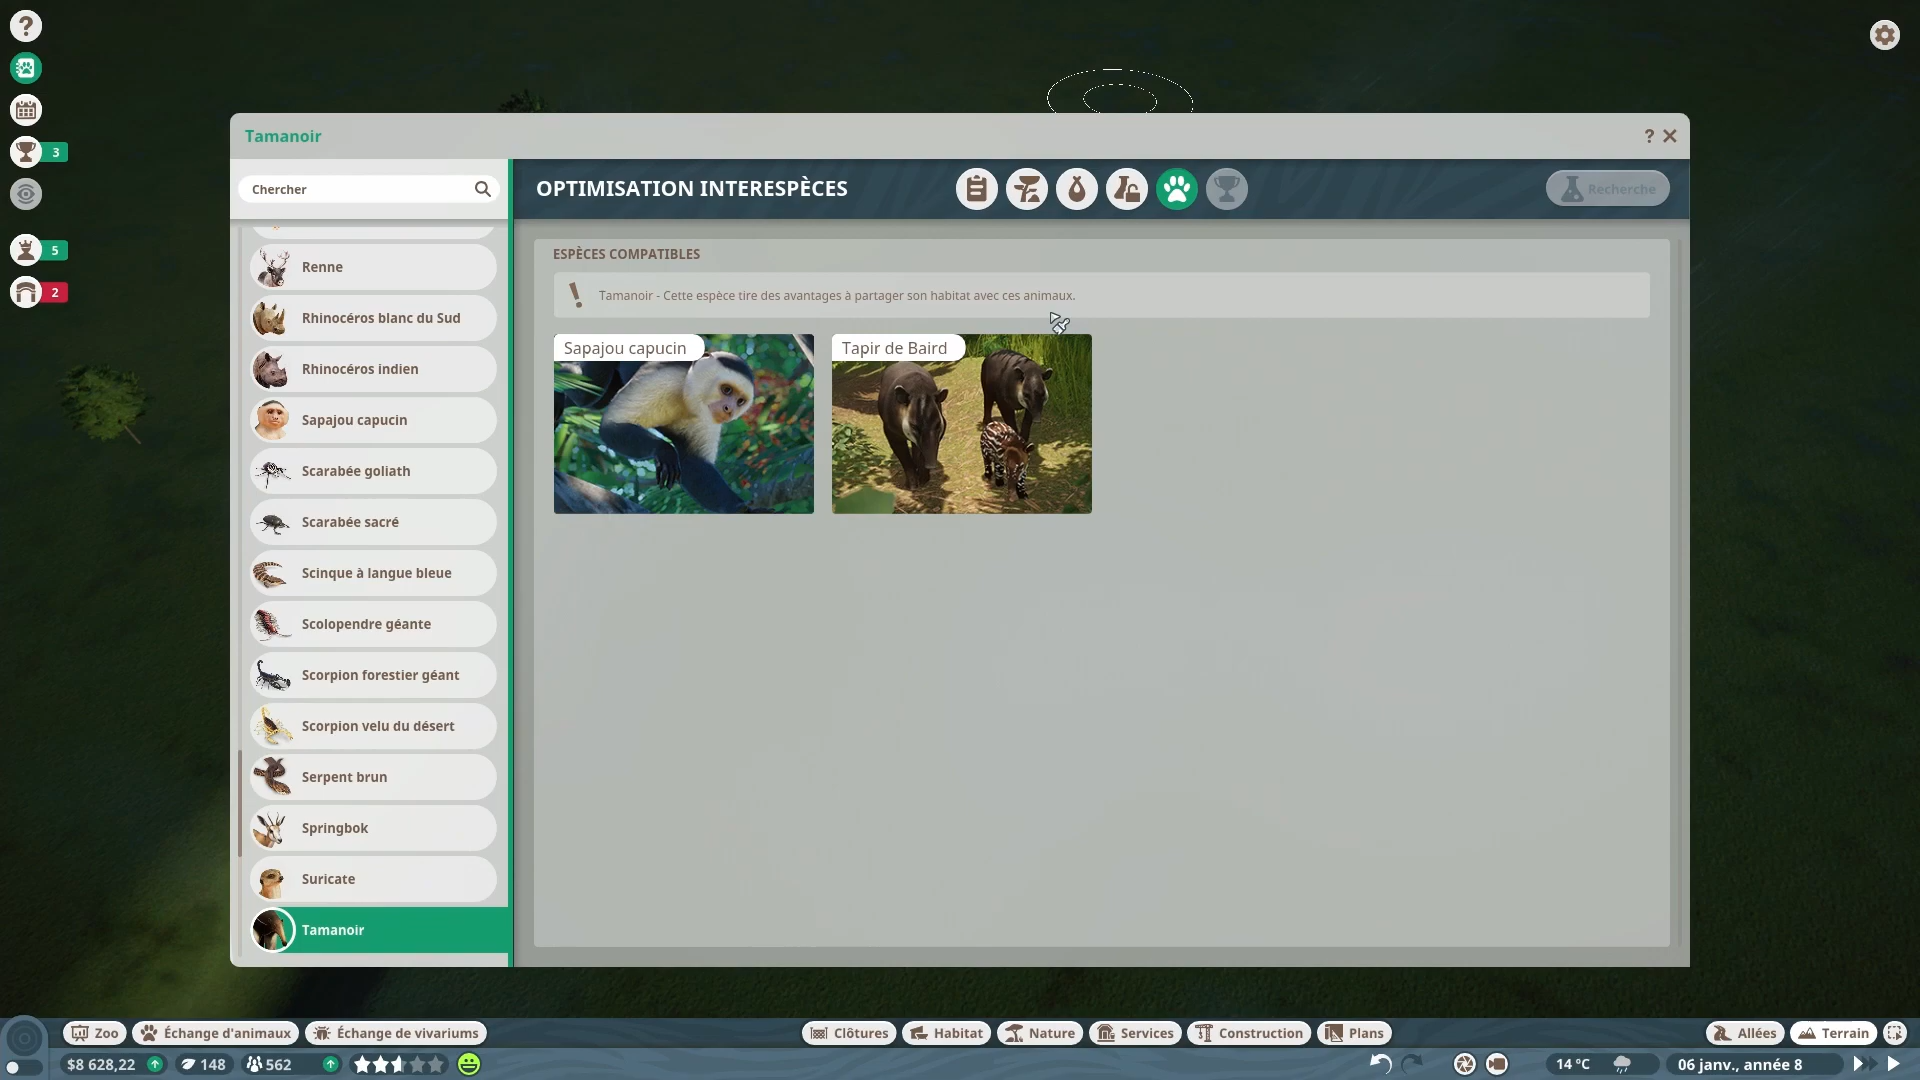 Tamanoir
?
3
5
2
Chercher
OPTIMISATION INTERESPÈCES
Recherche
Renne
Rhinocéros blanc du Sud
Rhinocéros indien
Sapajou capucin
Scarabée goliath
Scarabée sacré
Scinque à langue bleue
Scolopendre géante
Scorpion forestier géant
Scorpion velu du désert
Serpent brun
Springbok
Suricate
Tamanoir
ESPÈCES COMPATIBLES
Tamanoir - Cette espèce tire des avantages à partager son habitat avec ces animaux.
Sapajou capucin
Tapir de Baird
Zoo
Échange d'animaux
Échange de vivariums
Clôtures
Habitat
Nature
Services
Construction
Plans
Allées
Terrain
$8 628,22
148
562
14 °C
06 janv., année 8